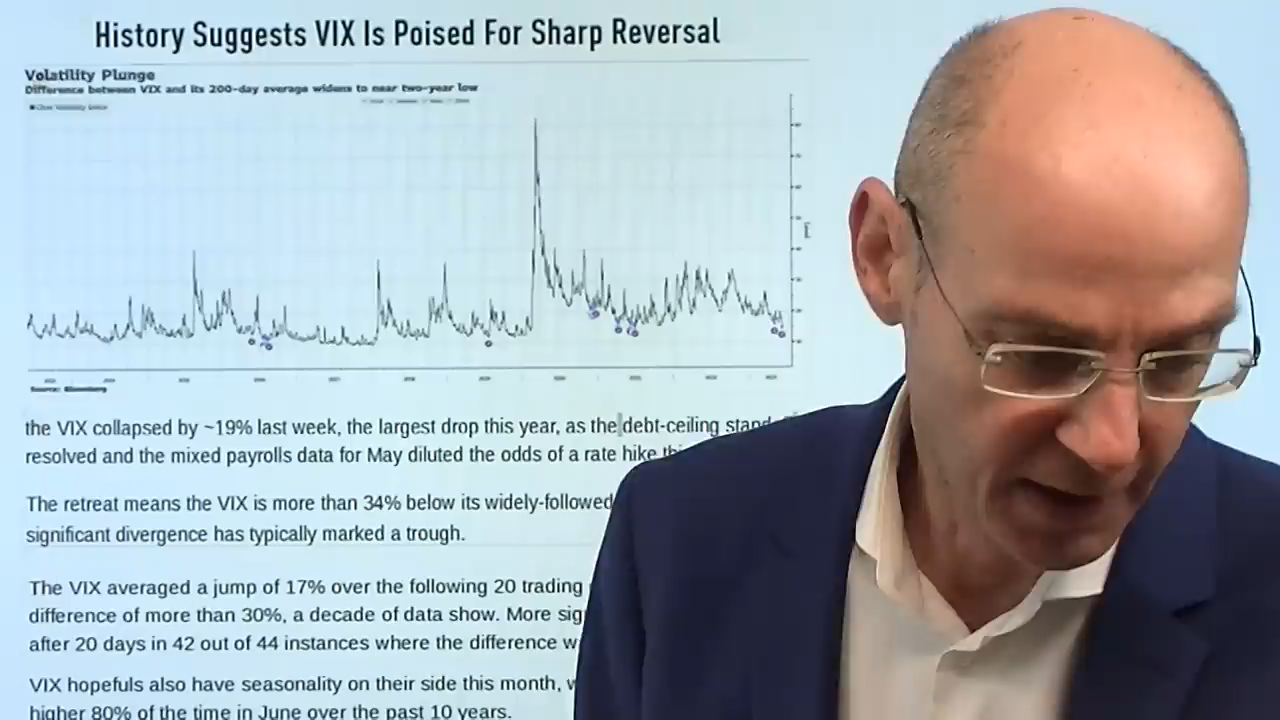 History Suggests VIX Is Poised For Sharp Reversal
Volatility Plunge
Difference between VIX and its 200-day average widens to near two-year low
Source: Bloomberg
the VIX collapsed by ~19% last week, the largest drop this year, as the debt-ceiling
resolved and the mixed payrolls data for May diluted the odds of a rate hike
The retreat means the VIX is more than 34% below its widely-followed
significant divergence has typically marked a trough.
The VIX averaged a jump of 17% over the following 20 trading
difference of more than 30%, a decade of data show. More
after 20 days in 42 out of 44 instances where the difference
VIX hopefuls also have seasonality on their side this month,
higher 80% of the time in June over the past 10 years.